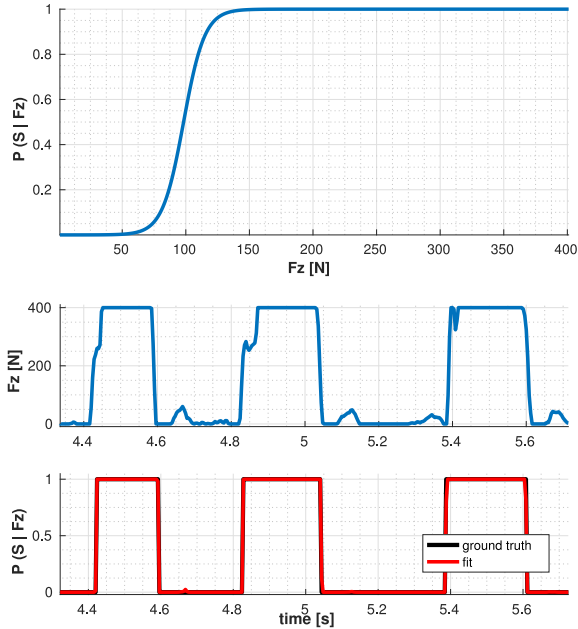 1
0.8
0.6
0.4
0.2
P (S | Fz)
50 100 150 200 250 300 350 400
Fz [N]
400
200
0
Fz [N]
4.4 4.6 4.8 5 5.2 5.4 5.6
1
0.5
0
P (S | Fz)
ground truth
fit
4.4 4.6 4.8 5 5.2 5.4 5.6
time [s]